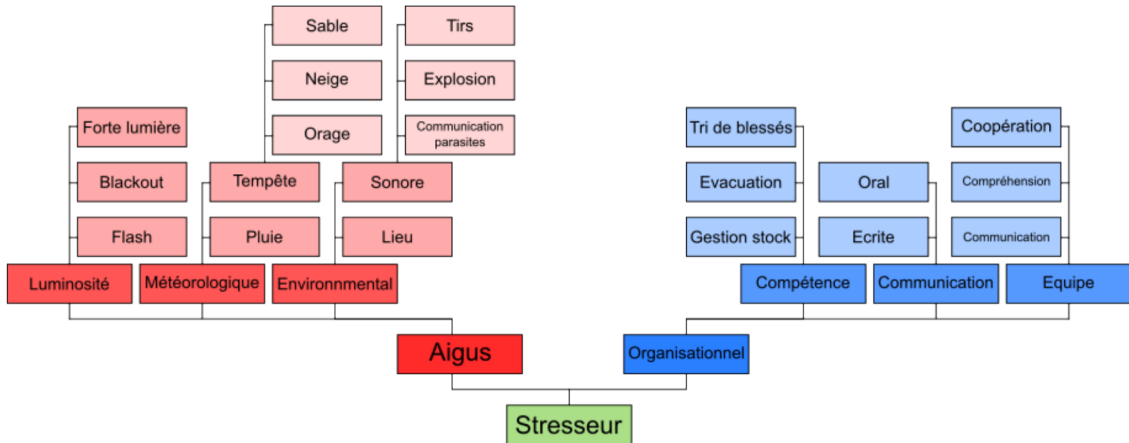 Sable
Tirs
Neige
Explosion
Forte lumière
Orage
Communication
parasites
Tri de blessés
Coopération
Blackout
Tempête
Sonore
Evacuation
Oral
Compréhension
Flash
Pluie
Lieu
Gestion stock
Ecrite
Communication
Luminosité
Météorologique
Environnmental
Compétence
Communication
Equipe
Aigus
Organisationnel
Stresseur